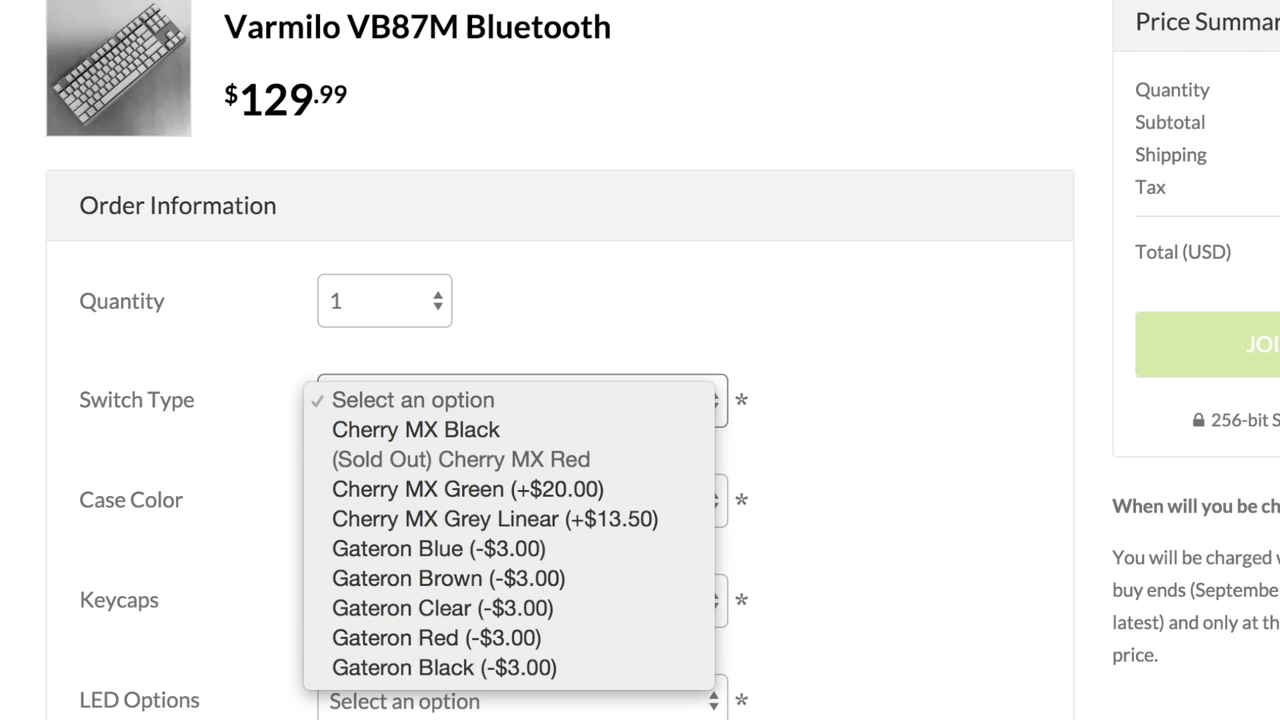 Varmilo VB87M Bluetooth
$129.99
Order Information
Quantity
1
Switch Type
Select an option
*
Cherry MX Black
(Sold Out) Cherry MX Red
Cherry MX Green (+$20.00)
Cherry MX Grey Linear (+$13.50)
Gateron Blue (-$3.00)
Gateron Brown (-$3.00)
Gateron Clear (-$3.00)
Gateron Red (-$3.00)
Gateron Black (-$3.00)
Case Color
*
Keycaps
*
LED Options
Select an option
*
Price Summar
Quantity
Subtotal
Shipping
Tax
Total (USD)
JOI
256-bit S
When will you be ch
You will be charged
buy ends (Septembe
latest) and only at th
price.